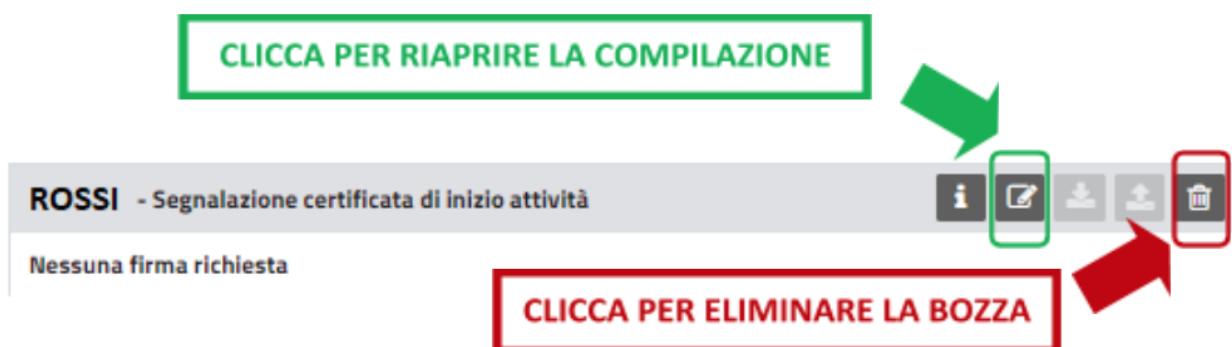 CLICCA PER RIAPRIRE LA COMPILAZIONE
ROSSI - Segnalazione certificata di inizio attività
Nessuna firma richiesta
CLICCA PER ELIMINARE LA BOZZA